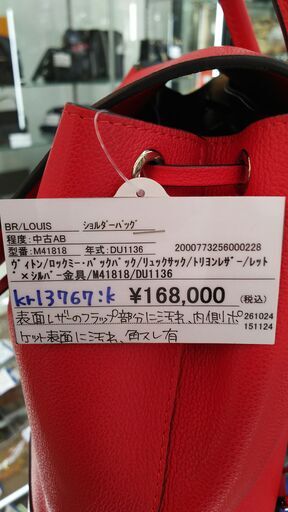 BR/LOUIS ショルダーバッグ
程度:中古AB
型番:M41818 年式:DU1136 2000773256000228
ヴィトン/ロックミー・バックパック/リュックサック/トリヨンレザー/レット
×シルバー金具/M41818/DU1136
kr13767:k ¥168,000 (税込)
表面レザーのフラップ部分に汚れ、内側ポ 261024
ケット表面に汚れ、角スレ有 151124